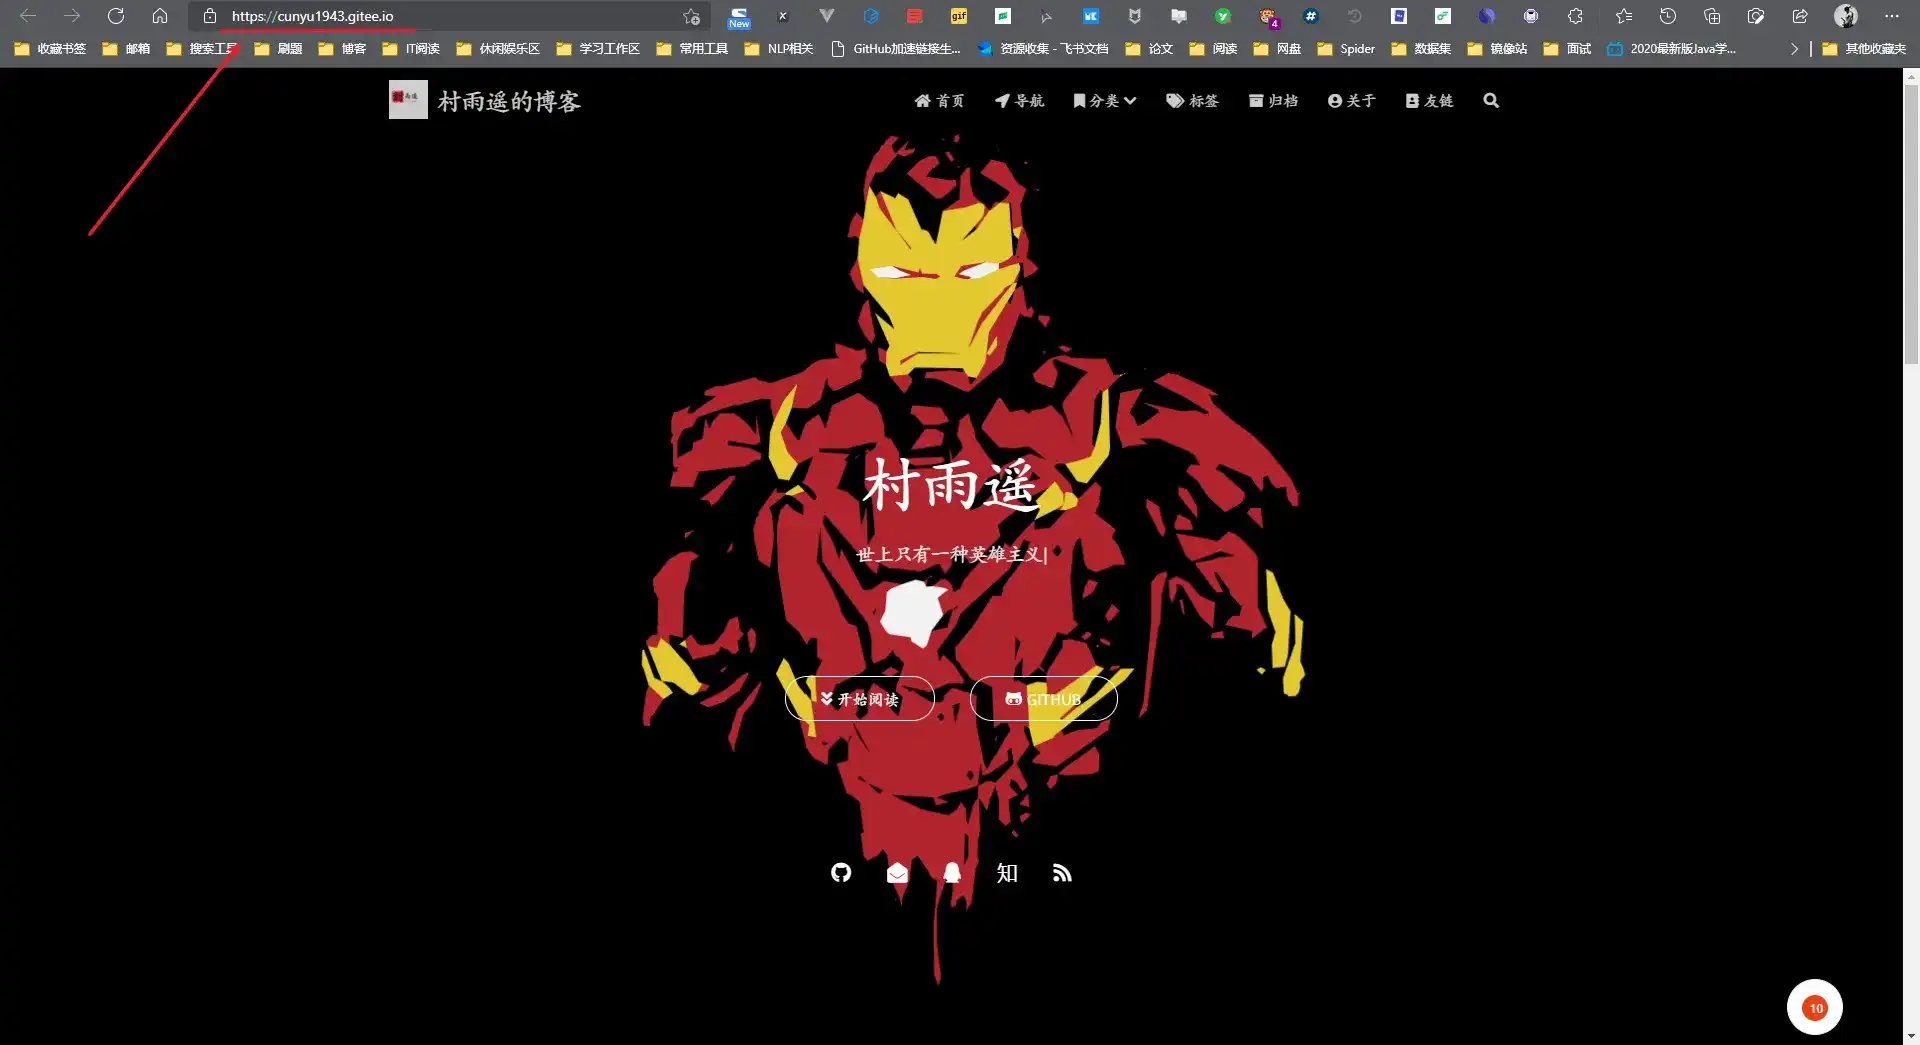 https://cunyu1943.gitee.io
New
gif
4
收藏书签 邮箱 搜索工具 刷题 博客 IT阅读 休闲娱乐区 学习工作区 常用工具 NLP相关 GitHub加速链接生... 资源收集 - 飞书文档 论文 阅读 网盘 Spider 数据集 镜像站 面试 2020最新版Java学... 其他收藏夹
村雨遥的博客
首页 导航 分类 标签 归档 关于 友链
村雨遥
世上只有一种英雄主义|
开始阅读 GITHUB
知
10